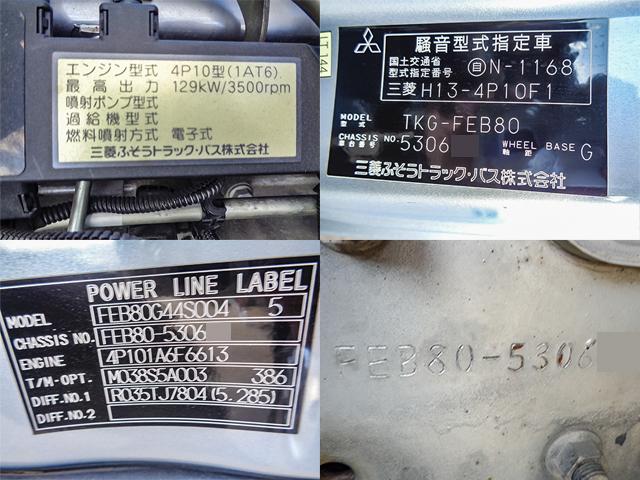 エンジン型式 4P10型(1AT6)
最高出力 129kW/3500rpm
噴射ポンプ型式
過給機型式
燃料噴射方式 電子式
三菱ふそうトラック・バス株式会社
騒音型式指定車
国土交通省
型式指定番号 自N-1168
三菱 H13-4P10F1
MODEL
型式 TKG-FEB80
CHASSIS NO. 5306
車台番号
WHEEL BASE G
軸距
三菱ふそうトラック・バス株式会社
POWER LINE LABEL
MODEL FEB80G44S004 5
CHASSIS NO. FEB80-5306
ENGINE 4P101A6F6613
T/M-OPT. M038S5A003 386
DIFF.NO.1 R035TJ7804(5.285)
DIFF.NO.2
FEB80-5306